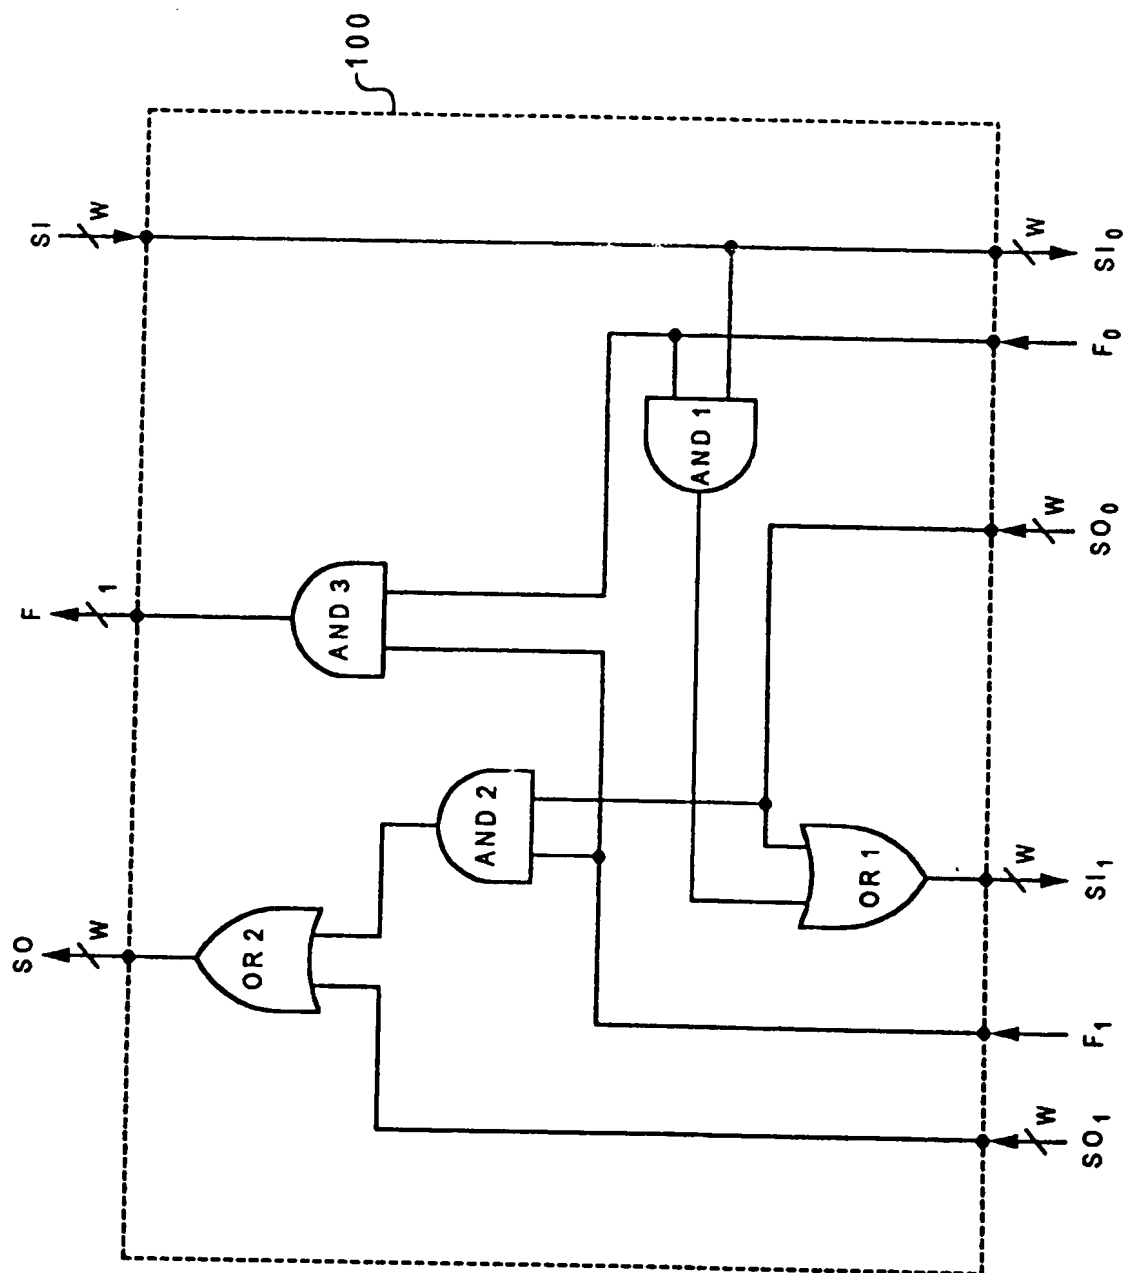 100
SI
W
F
1
SO
W
AND 3
AND 1
AND 2
OR 2
OR 1
W
SI₀
F₀
W
SO₀
W
SI₁
F₁
W
SO₁